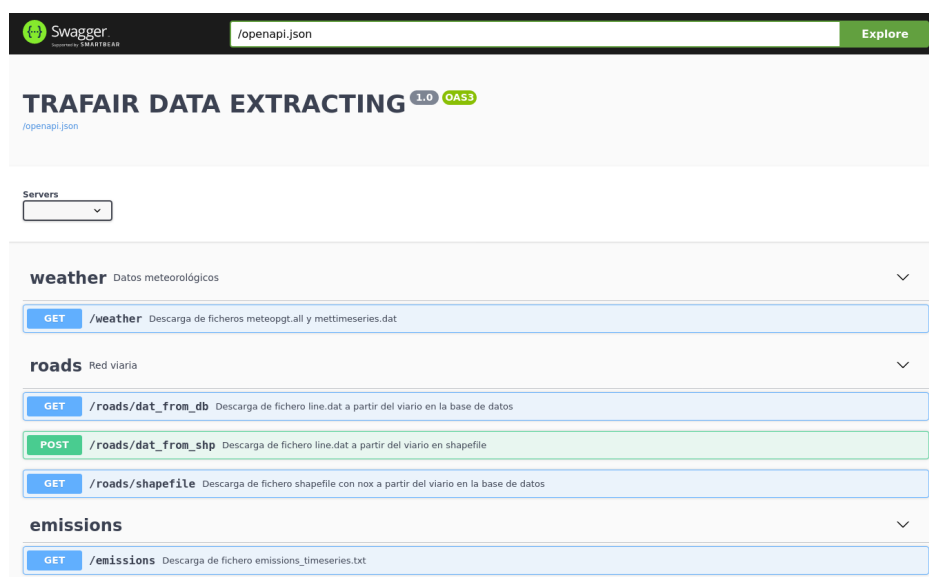 Swagger
Supported by SMARTBEAR
/openapi.json
Explore
TRAFAIR DATA EXTRACTING 1.0 OAS3
/openapi.json
Servers
weather Datos meteorológicos
GET /weather Descarga de ficheros meteopgt.all y mettimeseries.dat
roads Red viaria
GET /roads/dat_from_db Descarga de fichero line.dat a partir del viario en la base de datos
POST /roads/dat_from_shp Descarga de fichero line.dat a partir del viario en shapefile
GET /roads/shapefile Descarga de fichero shapefile con nox a partir del viario en la base de datos
emissions
GET /emissions Descarga de fichero emissions_timeseries.txt